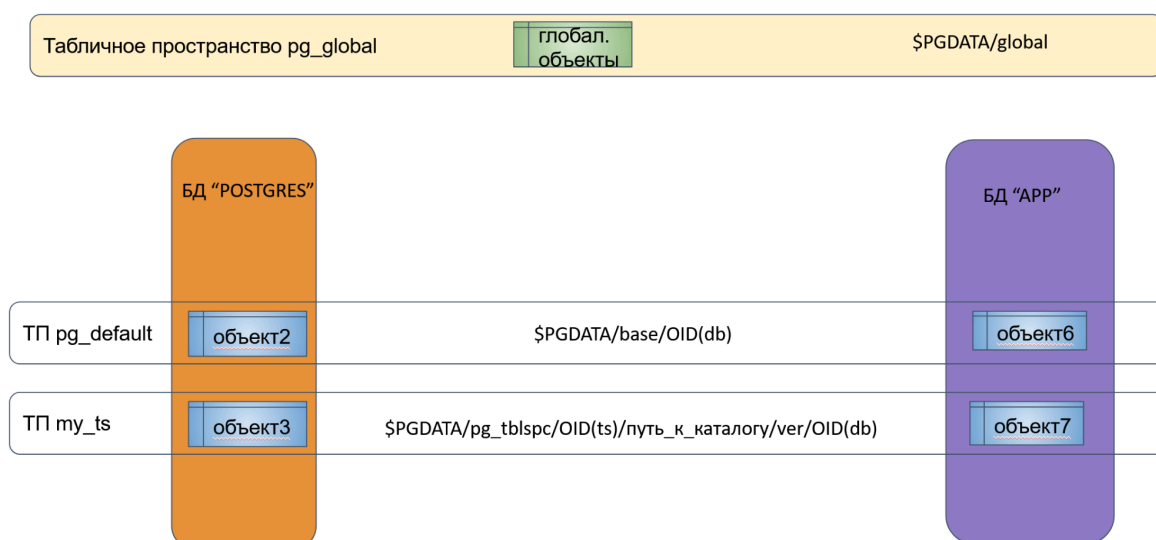 Табличное пространство pg_global
глобал.
объекты
$PGDATA/global
БД “POSTGRES”
БД “APP”
ТП pg_default
объект2
$PGDATA/base/OID(db)
объект6
ТП my_ts
объект3
$PGDATA/pg_tblspc/OID(ts)/путь_к_каталогу/ver/OID(db)
объект7